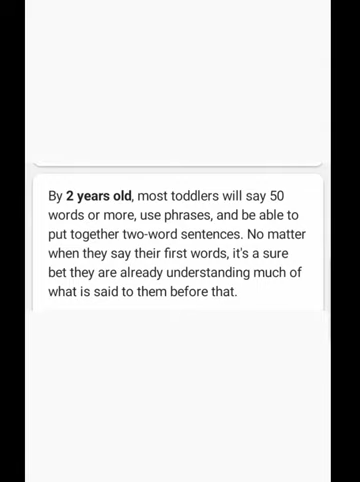 By 2 years old, most toddlers will say 50
words or more, use phrases, and be able to
put together two-word sentences. No matter
when they say their first words, it's a sure
bet they are already understanding much of
what is said to them before that.